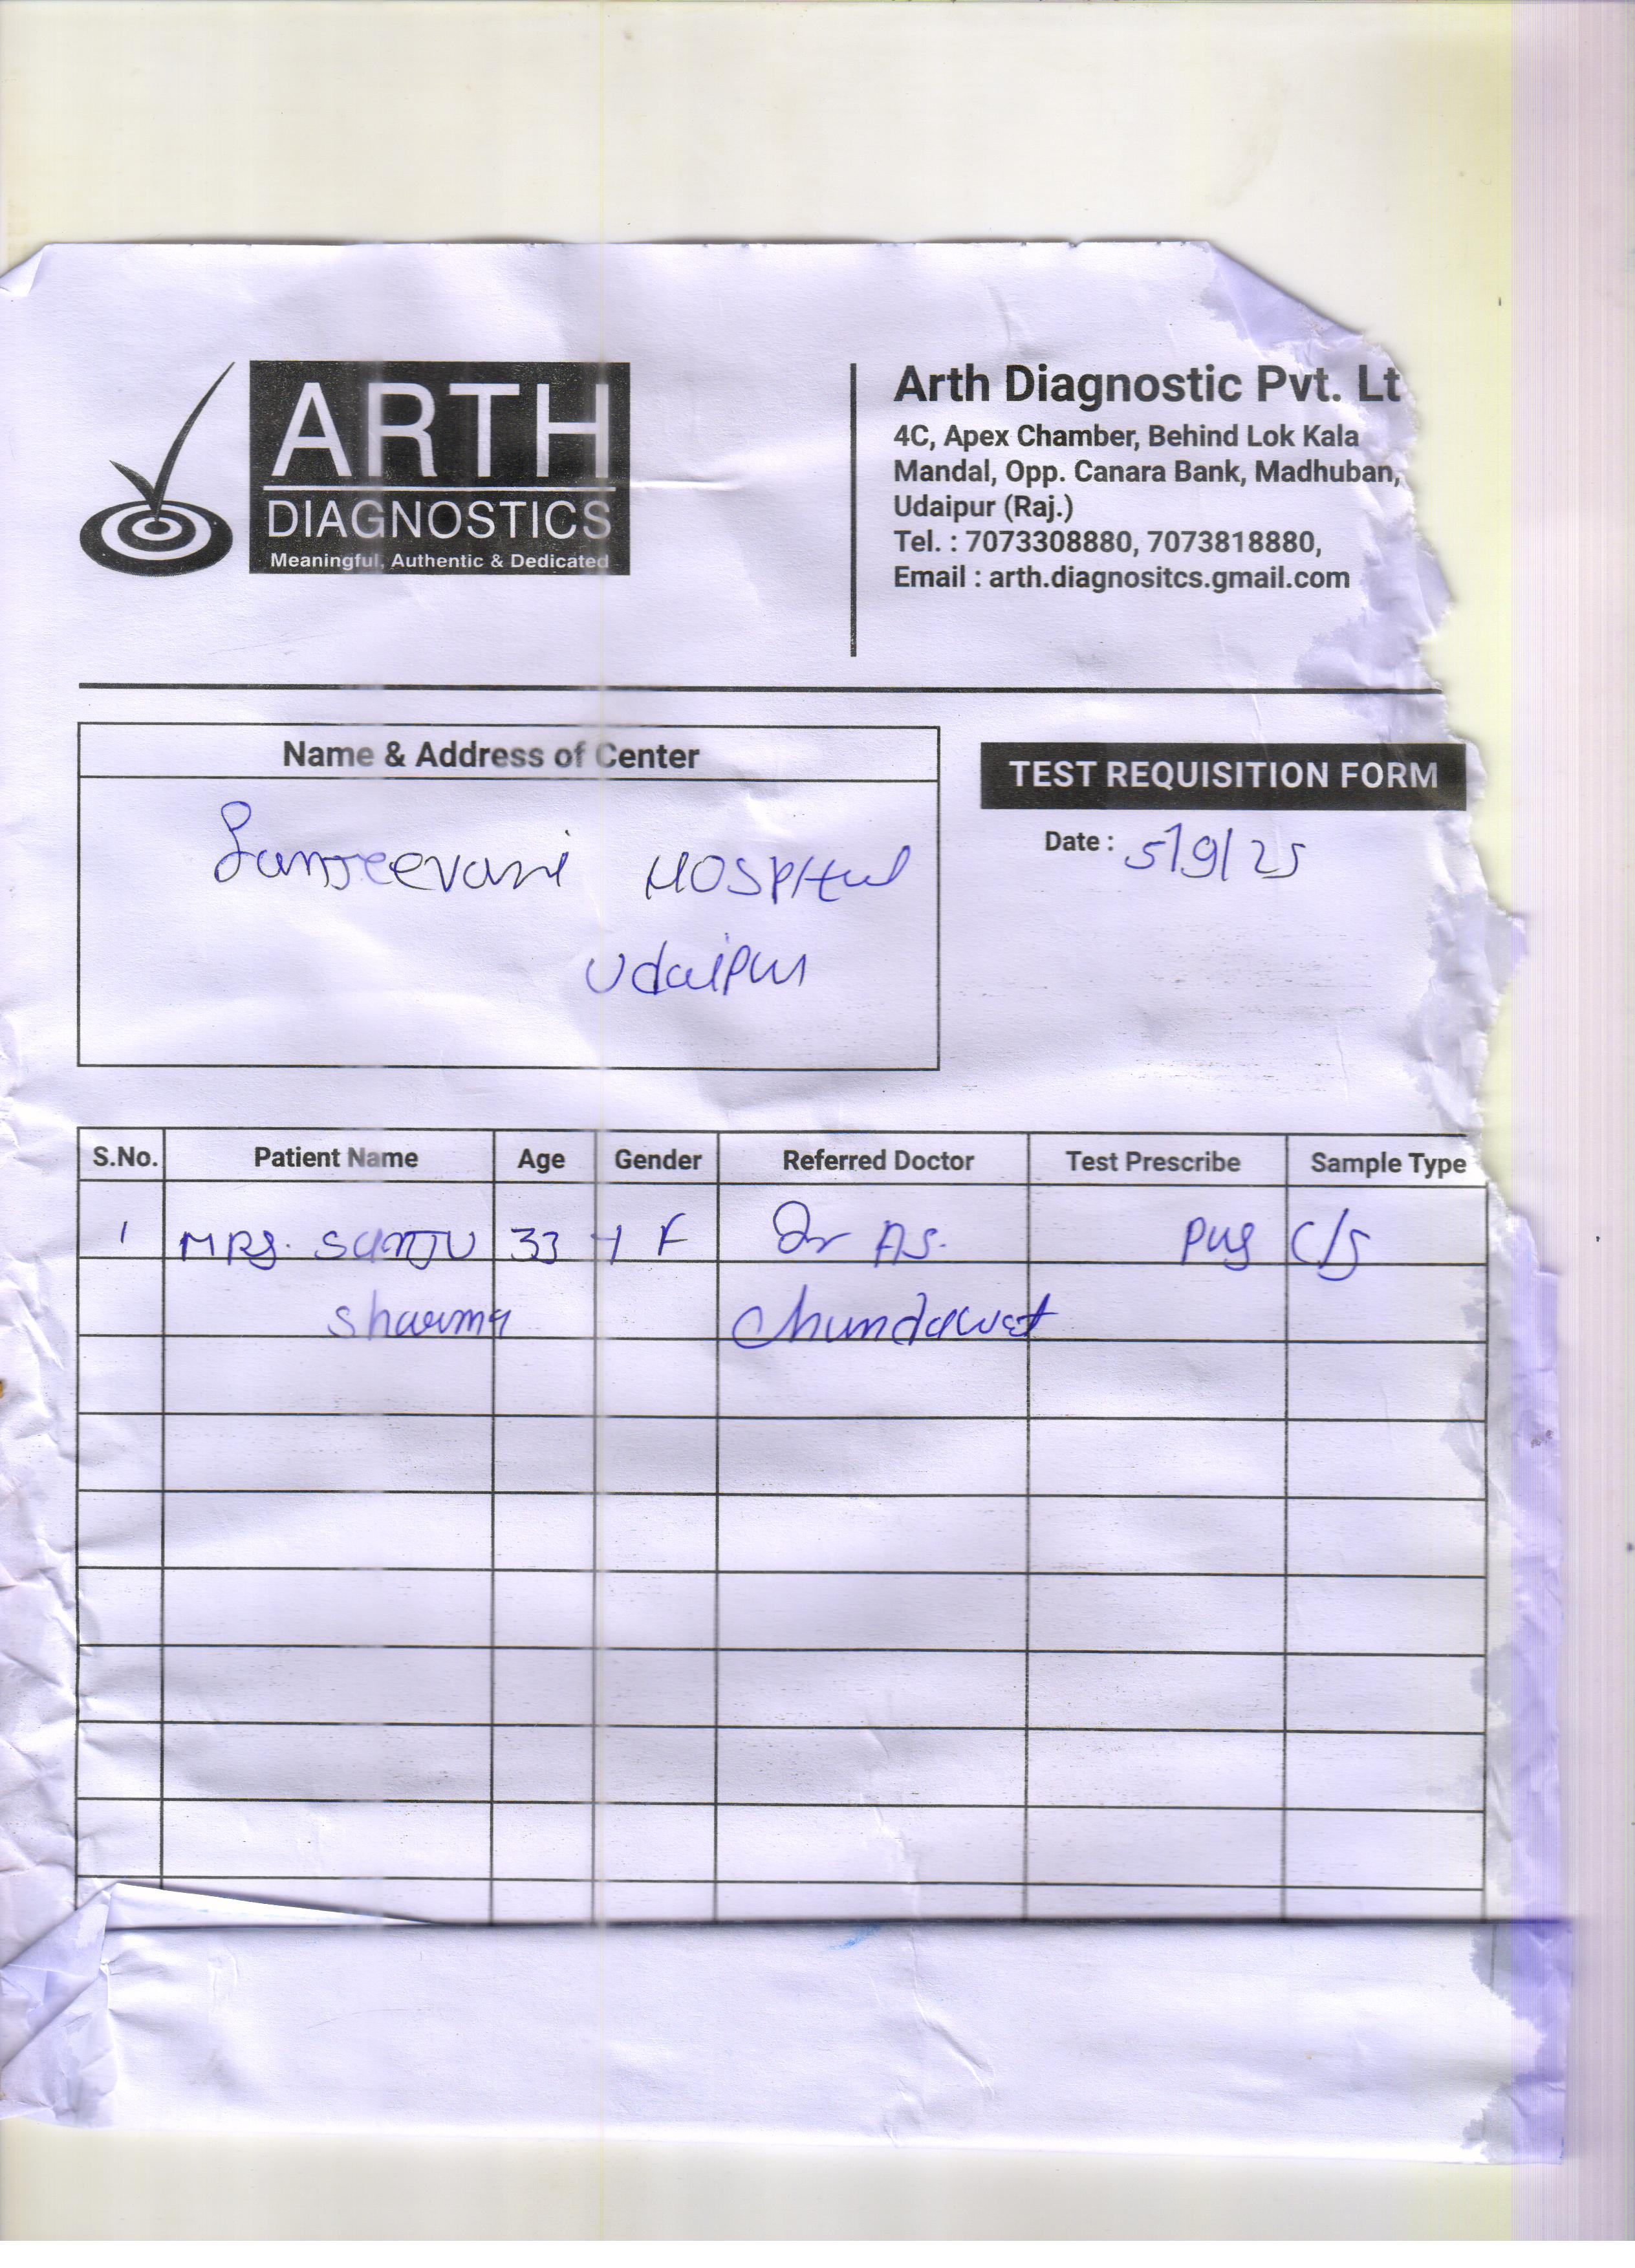 ARTH
DIAGNOSTICS
Meaningful, Authentic & Dedicated
Arth Diagnostic Pvt. Lt
4C, Apex Chamber, Behind Lok Kala
Mandal, Opp. Canara Bank, Madhuban,
Udaipur (Raj.)
Tel. : 7073308880, 7073818880,
Email : arth.diagnositcs.gmail.com
Name & Address of Center
Sanjeevani Hospital
Udaipur
TEST REQUISITION FORM
Date : 5/9/25
S.No. Patient Name Age Gender Referred Doctor Test Prescribe Sample Type
1 MRS. Sanju 33 / F Dr AS. Pus C/S
Sharma Chundawat